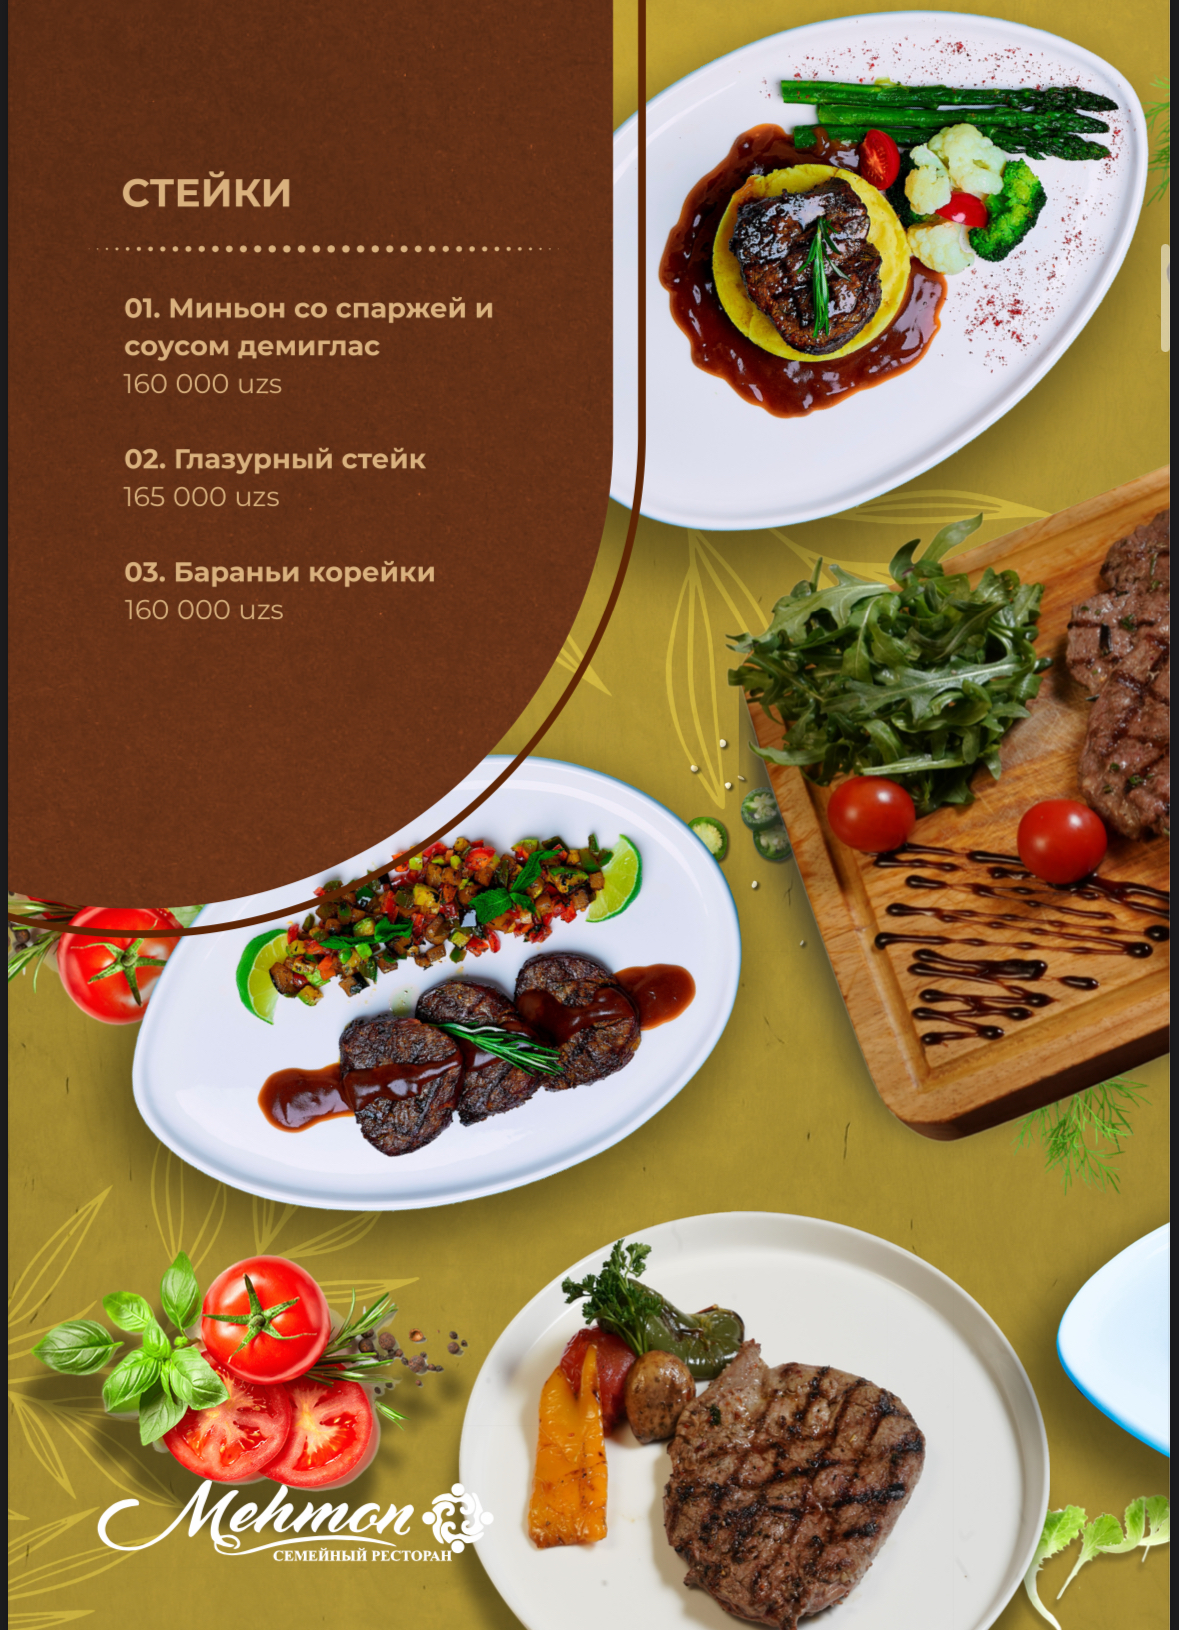 СТЕЙКИ
01. Миньон со спаржей и
соусом демиглас
160 000 uzs
02. Глазурный стейк
165 000 uzs
03. Бараньи корейки
160 000 uzs
Mehmon
СЕМЕЙНЫЙ РЕСТОРАН